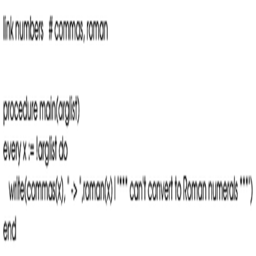 link numbers # commas, roman
procedure main(arglist)
every x := !arglist do
write(commas(x), " -> ",roman(x)|"*** can't convert to Roman numerals ***")
end